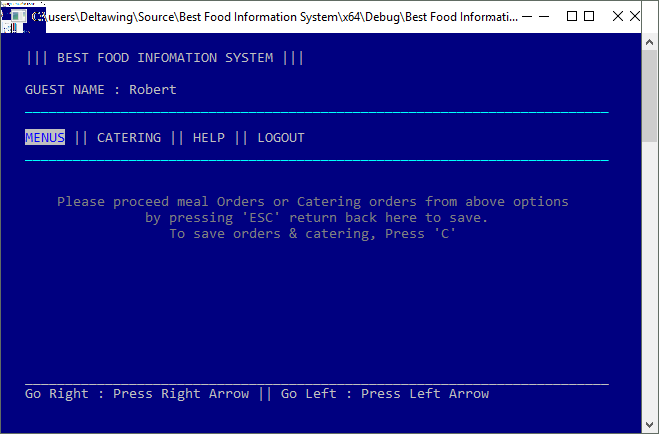 C:\users\Deltawing\Source\Best Food Information System\x64\Debug\Best Food Informati...
||| BEST FOOD INFOMATION SYSTEM |||
GUEST NAME : Robert
MENUS || CATERING || HELP || LOGOUT
Please proceed meal Orders or Catering orders from above options
by pressing 'ESC' return back here to save.
To save orders & catering, Press 'C'
Go Right : Press Right Arrow || Go Left : Press Left Arrow